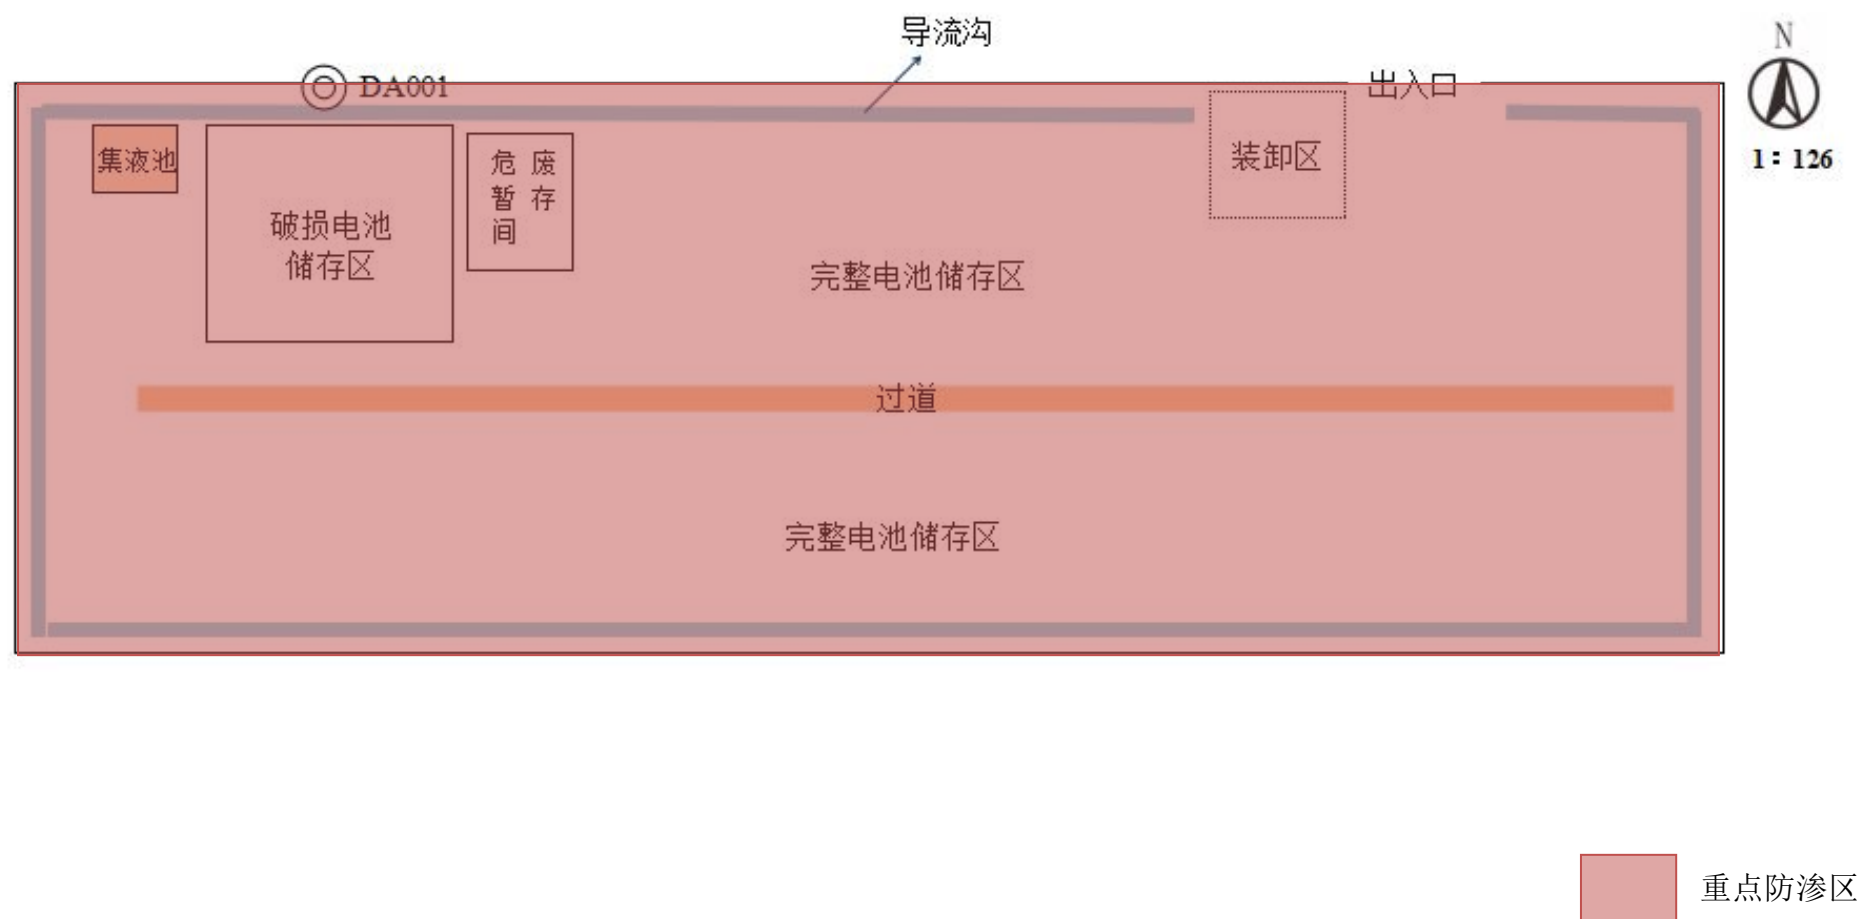 导流沟
N
DA001
出入口
1：126
集液池
危 废
暂 存
间
装卸区
破损电池
储存区
完整电池储存区
过道
完整电池储存区
重点防渗区